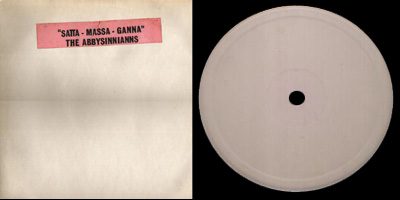 "SATTA - MASSA - GANNA"
THE ABBYSINNIANNS